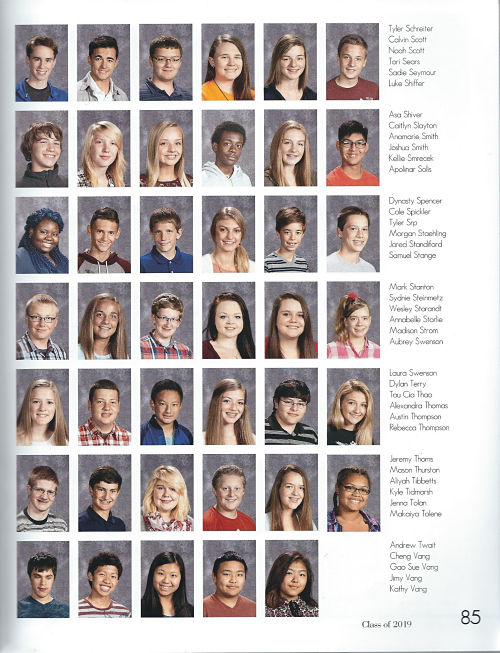 Tyler Schreiter
Calvin Scott
Noah Scott
Tori Sears
Sadie Seymour
Luke Shiffer
Asa Shiver
Caitlyn Slayton
Anamarie Smith
Joshua Smith
Kellie Smrecek
Apolinar Solis
Dynasty Spencer
Cole Spickler
Tyler Srp
Morgan Staehling
Jared Standiford
Samuel Stange
Mark Stanton
Sydnie Steinmetz
Wesley Storandt
Annabelle Storlie
Madison Strom
Aubrey Swenson
Laura Swenson
Dylan Terry
Tou Cio Thao
Alexandra Thomas
Austin Thompson
Rebecca Thompson
Jeremy Thoms
Mason Thurston
Aliyah Tibbetts
Kyle Tidmarsh
Jenna Tolan
Makaiya Tolene
Andrew Twait
Cheng Vang
Gao Sue Vang
Jimy Vang
Kathy Vang
Class of 2019
85